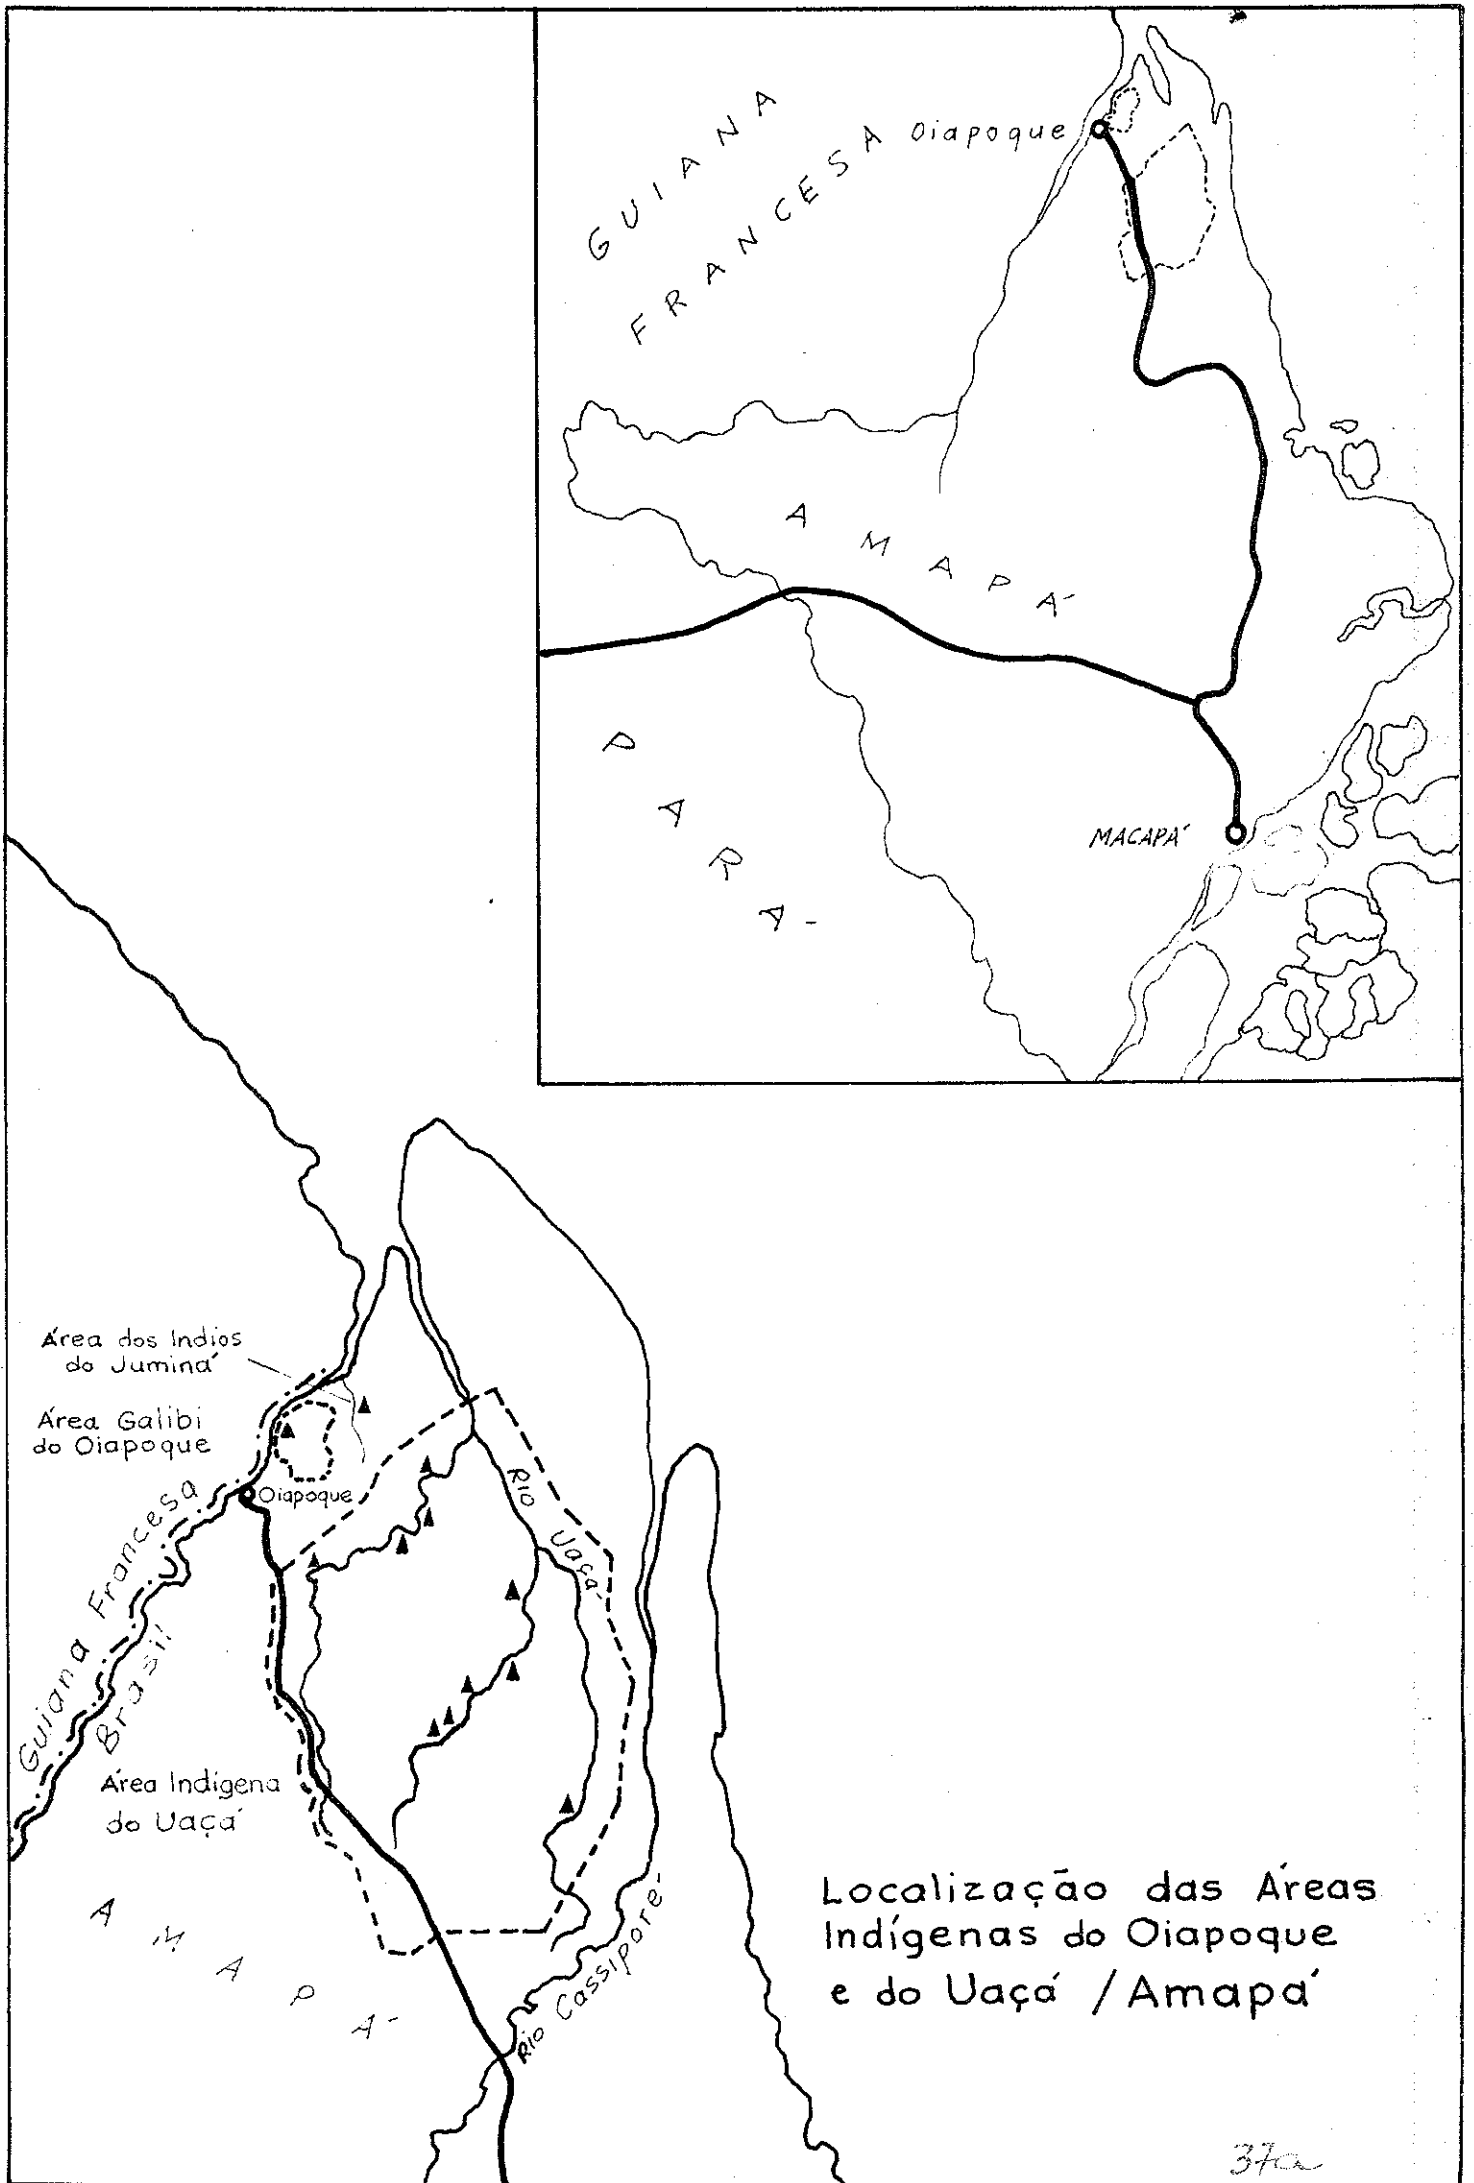 GUIANA
FRANCESA
Oiapoque
AMAPÁ
PARÁ
MACAPÁ
Área dos Indios
do Juminá
Área Galibi
do Oiapoque
Oiapoque
Guiana Francesa
Brasil
Rio Uaçá
Área Indígena
do Uaçá
AMAPÁ
Rio Cassiporé
Localização das Áreas
Indígenas do Oiapoque
e do Uaçá / Amapá
37a